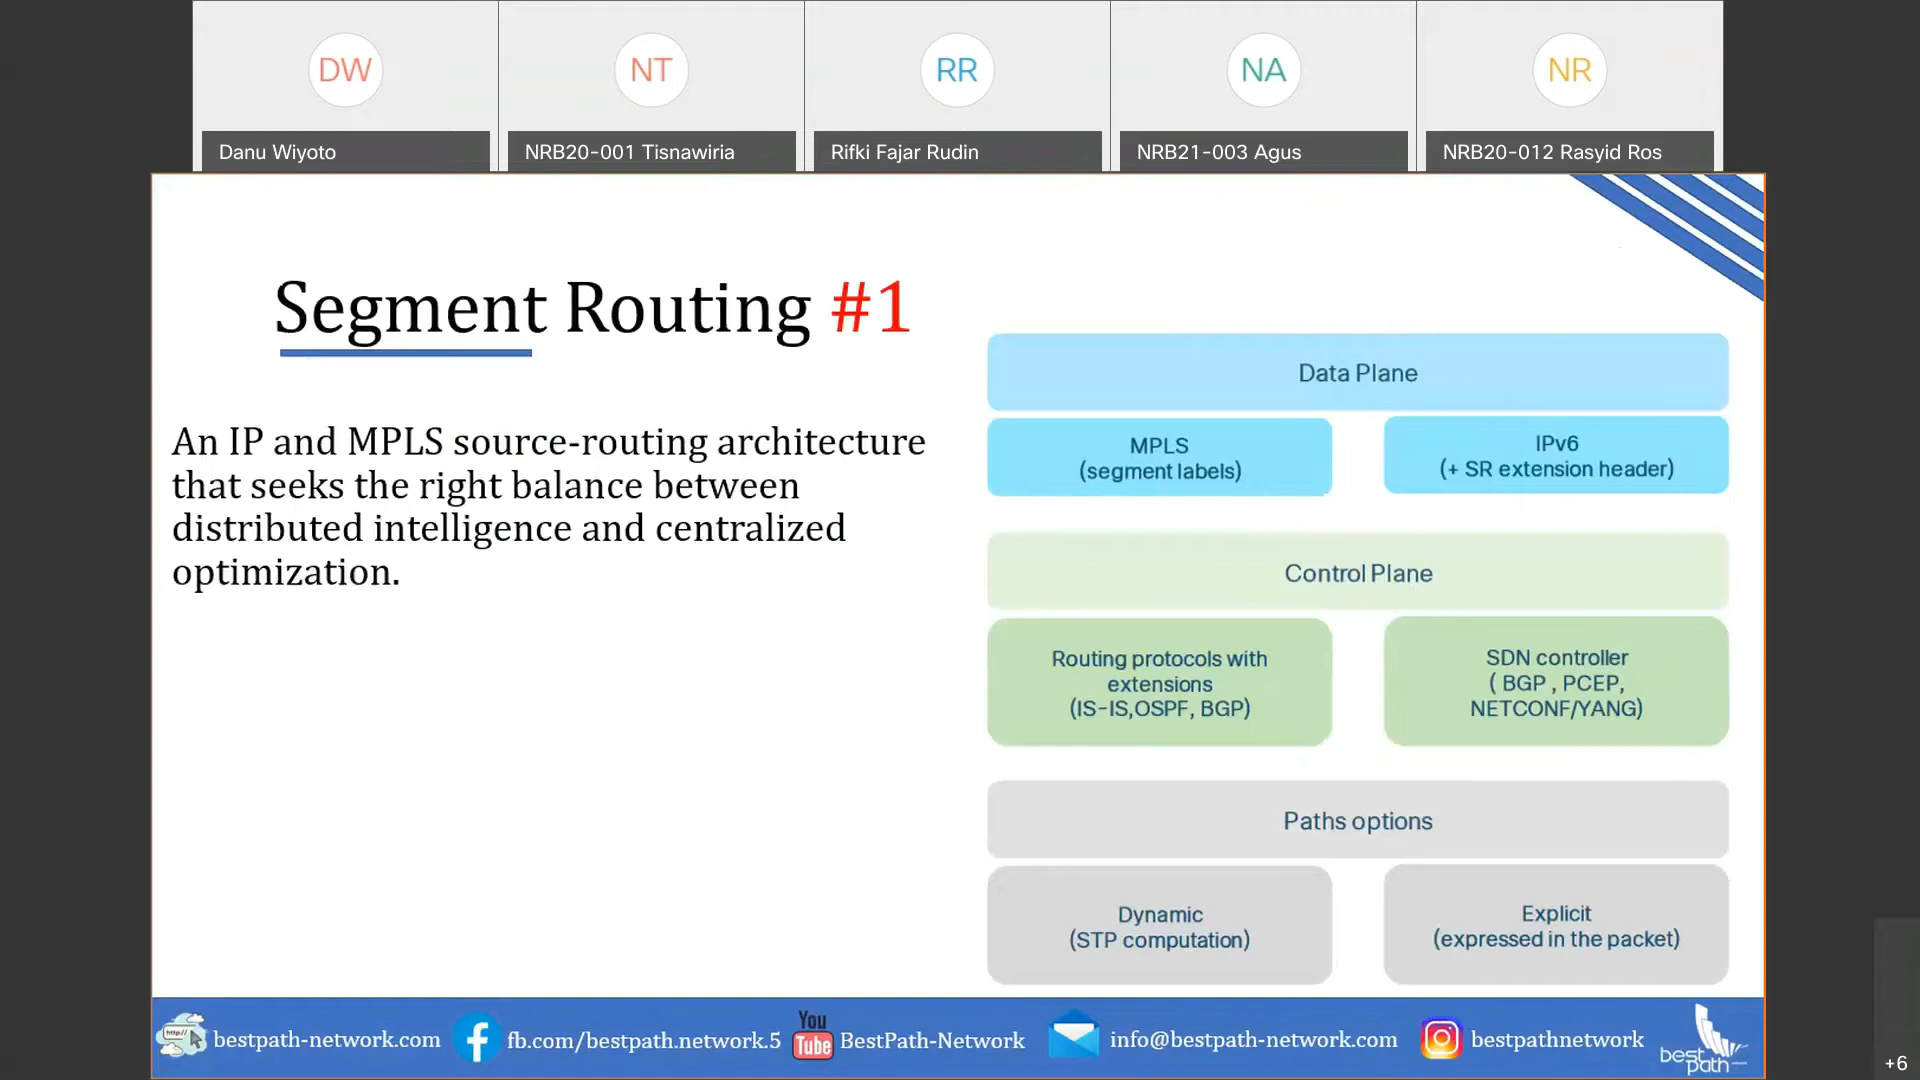 DW
NT
RR
NA
NR
Danu Wiyoto
NRB20-001 Tisnawiria
Rifki Fajar Rudin
NRB21-003 Agus
NRB20-012 Rasyid Ros
Segment Routing #1
An IP and MPLS source-routing architecture
that seeks the right balance between
distributed intelligence and centralized
optimization.
Data Plane
MPLS
(segment labels)
IPv6
(+ SR extension header)
Control Plane
Routing protocols with
extensions
(IS-IS,OSPF, BGP)
SDN controller
( BGP , PCEP,
NETCONF/YANG)
Paths options
Dynamic
(STP computation)
Explicit
(expressed in the packet)
http://
bestpath-network.com
fb.com/bestpath.network.5
You
Tube
BestPath-Network
info@bestpath-network.com
bestpathnetwork
best
path
+6